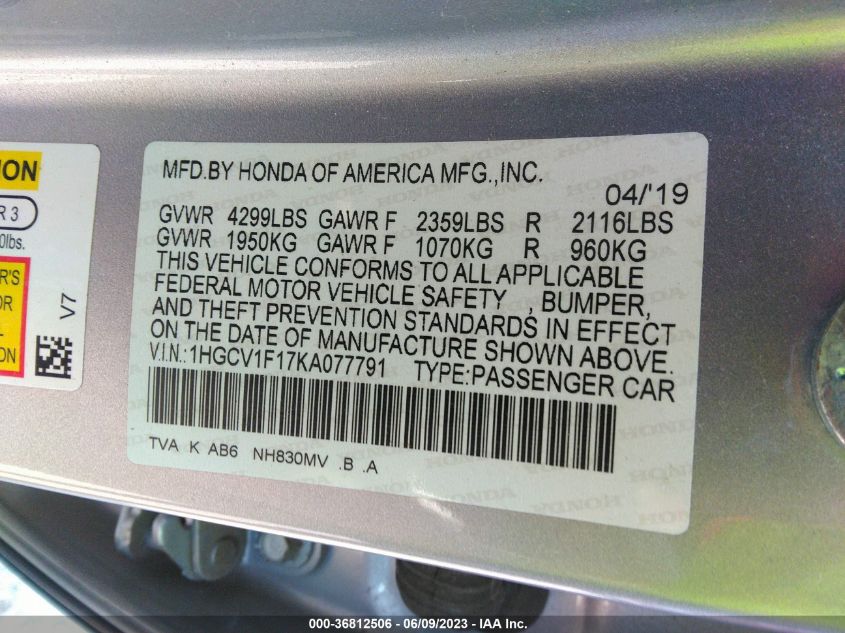 ION
R 3
0lbs.
R'S
OR
L
S.
V7
MFD.BY HONDA OF AMERICA MFG.,INC.
04/'19
GVWR 4299LBS GAWR F 2359LBS R 2116LBS
GVWR 1950KG GAWR F 1070KG R 960KG
THIS VEHICLE CONFORMS TO ALL APPLICABLE
FEDERAL MOTOR VEHICLE SAFETY , BUMPER,
AND THEFT PREVENTION STANDARDS IN EFFECT
ON THE DATE OF MANUFACTURE SHOWN ABOVE.
V.I.N.:1HGCV1F17KA077791 TYPE:PASSENGER CAR
TVA K AB6 NH830MV .B .A
000-36812506 - 06/09/2023 - IAA Inc.